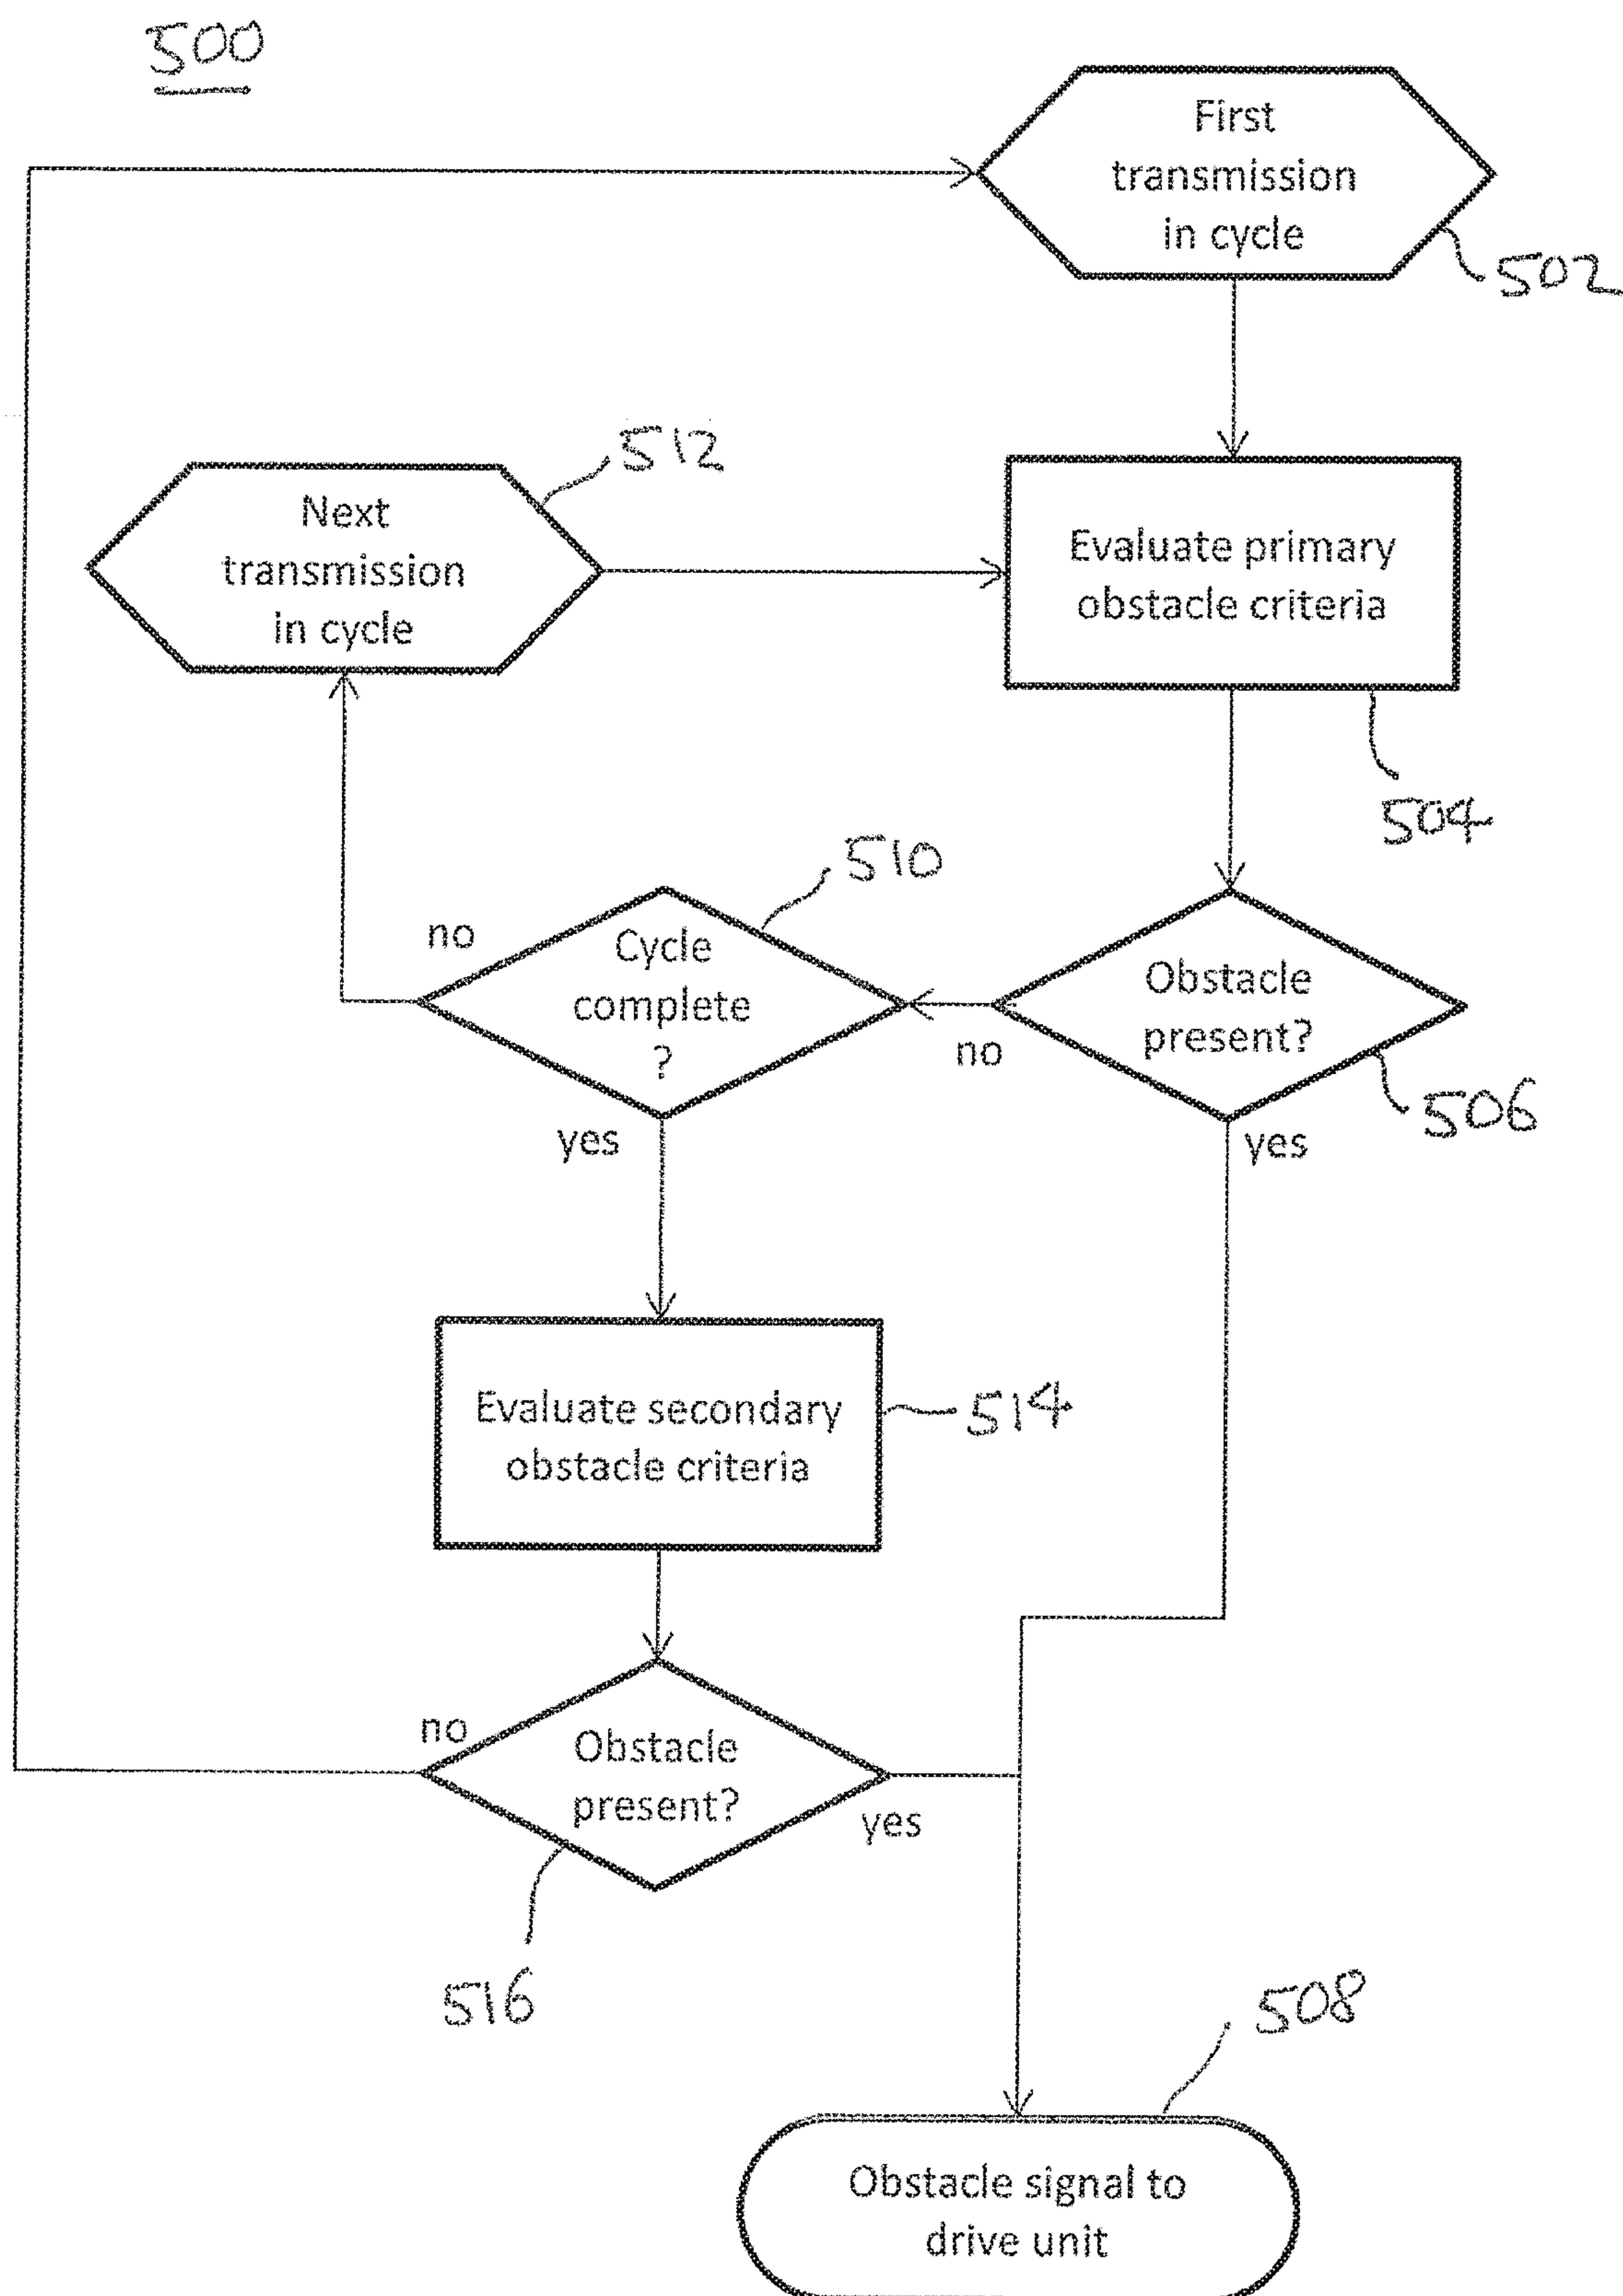 500
First
transmission
in cycle
502
512
Next
transmission
in cycle
Evaluate primary
obstacle criteria
504
510
no
Cycle
complete
?
no
Obstacle
present?
506
yes
yes
Evaluate secondary
obstacle criteria
514
no
Obstacle
present?
yes
516
508
Obstacle signal to
drive unit